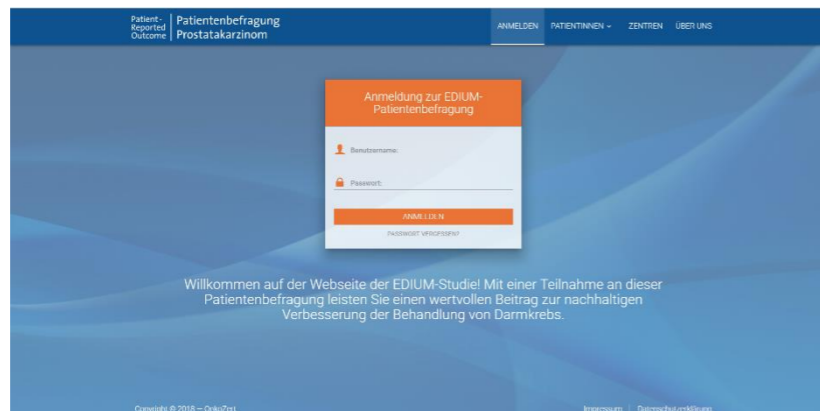 Patient-
Reported
Outcome
Patientenbefragung
Prostatakarzinom
ANMELDEN PATIENTINNEN ZENTREN ÜBER UNS
Anmeldung zur EDIUM-
Patientenbefragung
Benutzername:
Passwort:
ANMELDEN
PASSWORT VERGESSEN?
Willkommen auf der Webseite der EDIUM-Studie! Mit einer Teilnahme an dieser
Patientenbefragung leisten Sie einen wertvollen Beitrag zur nachhaltigen
Verbesserung der Behandlung von Darmkrebs.
Copyright © 2018 — OnkoZert
Impressum | Datenschutzerklärung